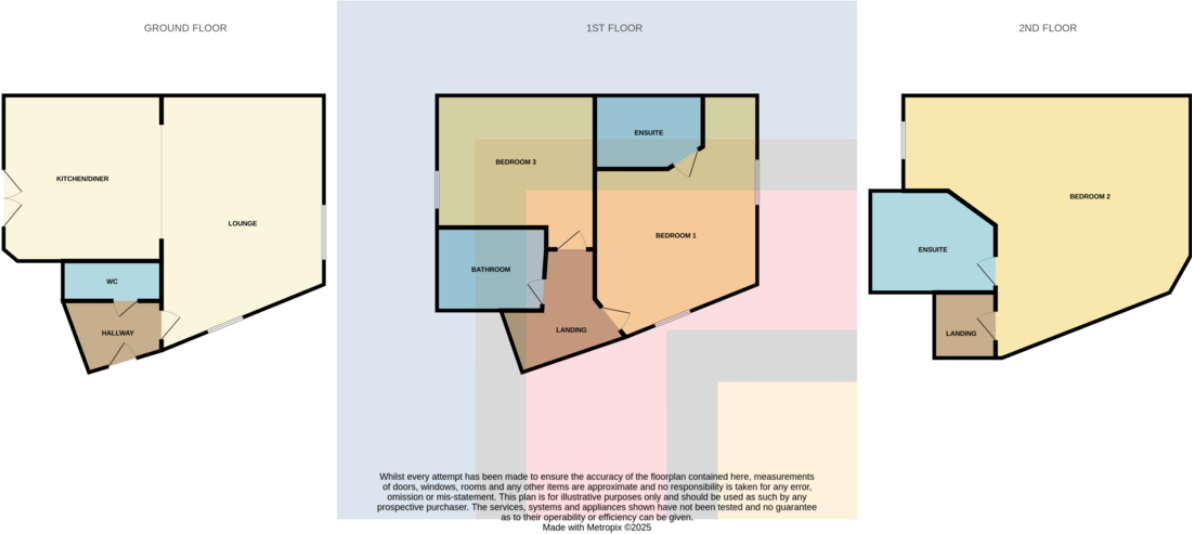 GROUND FLOOR
1ST FLOOR
2ND FLOOR
KITCHEN/DINER
LOUNGE
WC
HALLWAY
BEDROOM 3
ENSUITE
BEDROOM 1
BATHROOM
LANDING
BEDROOM 2
ENSUITE
LANDING
Whilst every attempt has been made to ensure the accuracy of the floorplan contained here, measurements
of doors, windows, rooms and any other items are approximate and no responsibility is taken for any error,
omission or mis-statement. This plan is for illustrative purposes only and should be used as such by any
prospective purchaser. The services, systems and appliances shown have not been tested and no guarantee
as to their operability or efficiency can be given.
Made with Metropix ©2025